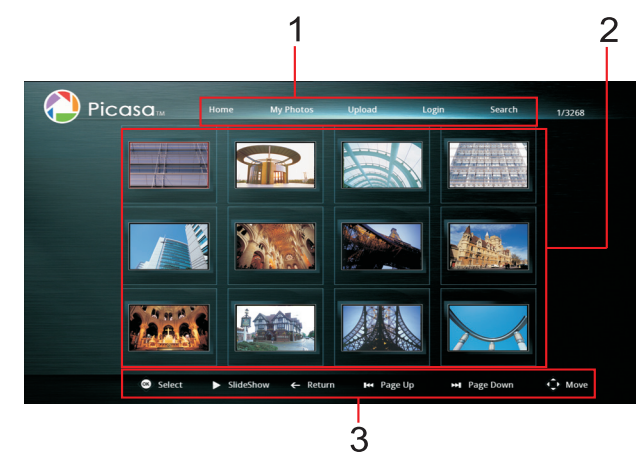 1
2
Picasa™ Home My Photos Upload Login Search 1/3268
OK Select SlideShow Return Page Up Page Down Move
3